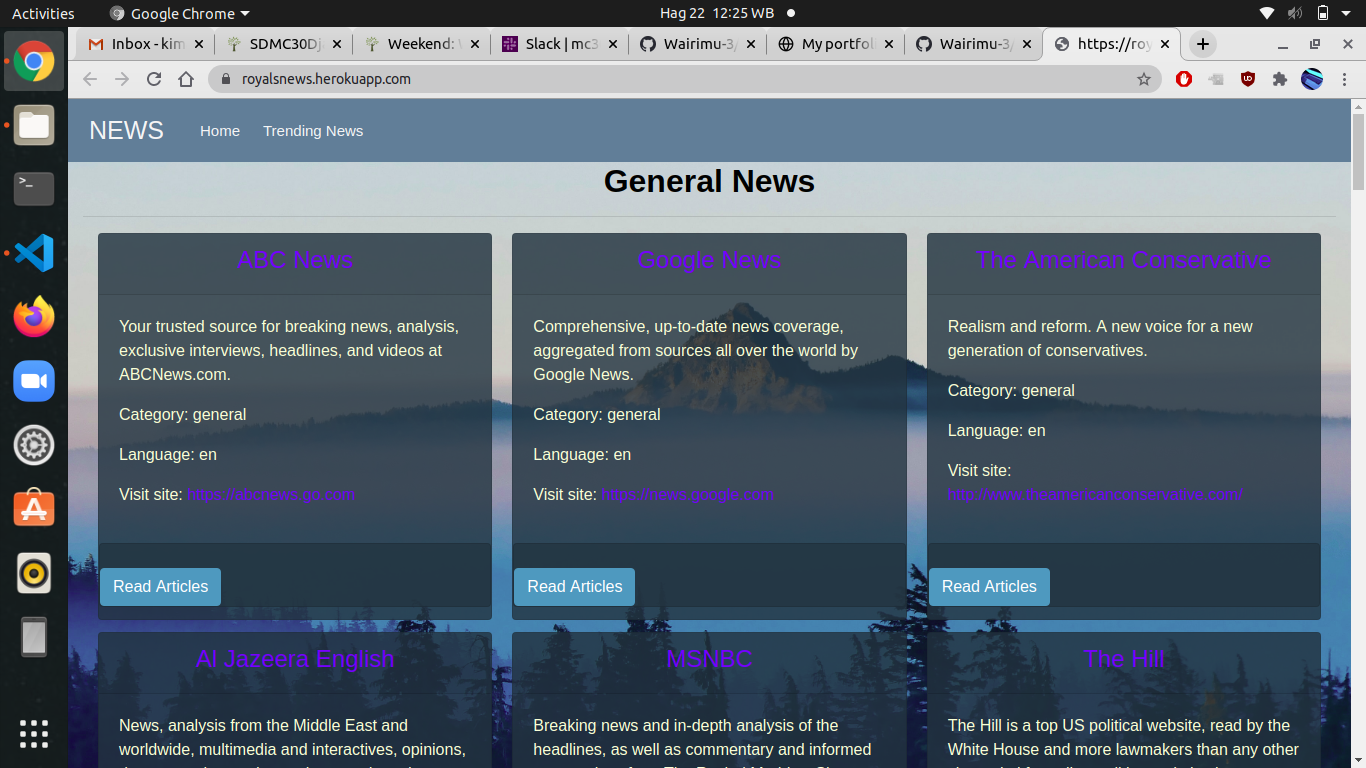 Activities Google Chrome Hag 22 12:25 WB
Inbox - kim SDMC30Dj Weekend: Slack | mc3 Wairimu-3/ My portfoli Wairimu-3/ https://roy
royalsnews.herokuapp.com
NEWS Home Trending News
General News
ABC News
Your trusted source for breaking news, analysis,
exclusive interviews, headlines, and videos at
ABCNews.com.
Category: general
Language: en
Visit site: https://abcnews.go.com
Read Articles
Google News
Comprehensive, up-to-date news coverage,
aggregated from sources all over the world by
Google News.
Category: general
Language: en
Visit site: https://news.google.com
Read Articles
The American Conservative
Realism and reform. A new voice for a new
generation of conservatives.
Category: general
Language: en
Visit site:
http://www.theamericanconservative.com/
Read Articles
Al Jazeera English
News, analysis from the Middle East and
worldwide, multimedia and interactives, opinions,
MSNBC
Breaking news and in-depth analysis of the
headlines, as well as commentary and informed
The Hill
The Hill is a top US political website, read by the
White House and more lawmakers than any other